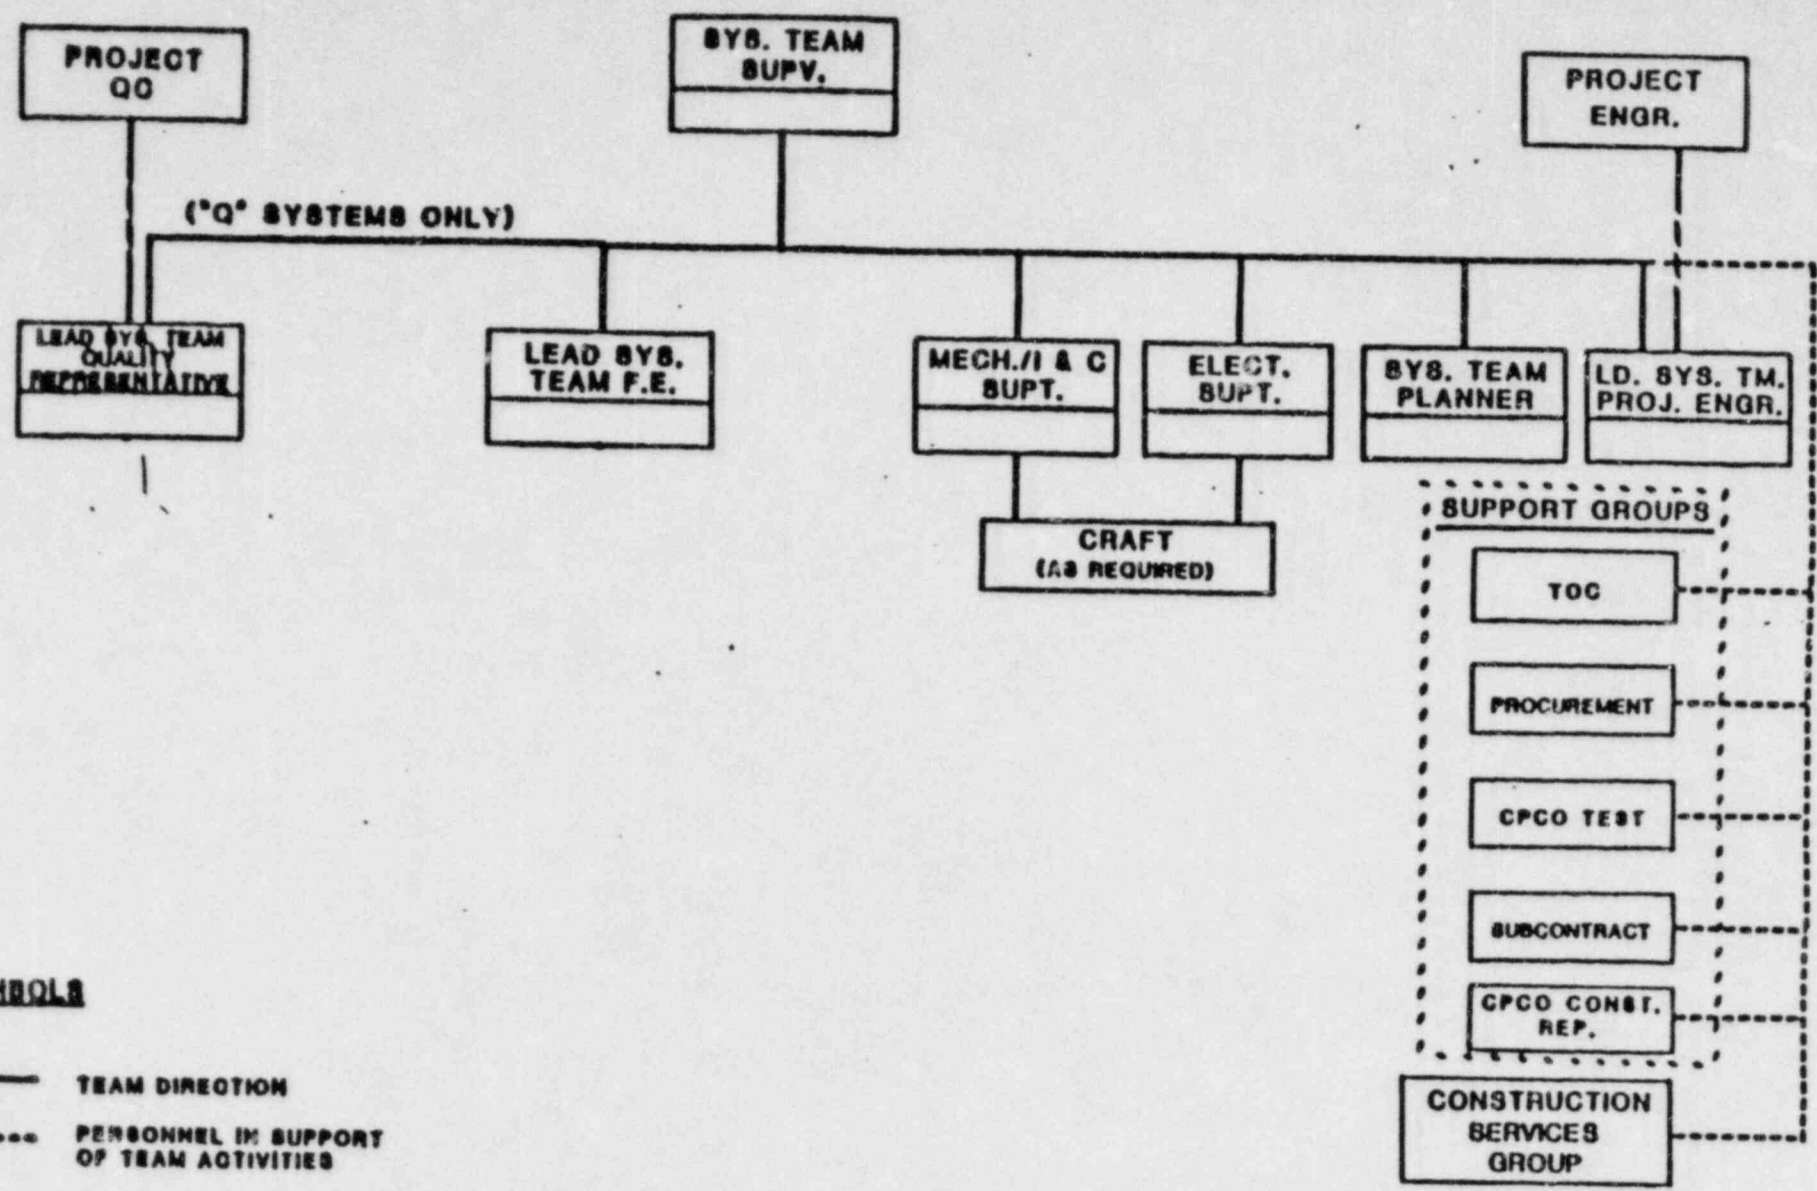 PROJECT
QC
SYS. TEAM
SUPV.
PROJECT
ENGR.
("Q" SYSTEMS ONLY)
LEAD SYS. TEAM
QUALITY
REPRESENTATIVE
LEAD SYS.
TEAM F.E.
MECH./I & C
SUPT.
ELECT.
SUPT.
SYS. TEAM
PLANNER
LD. SYS. TM.
PROJ. ENGR.
CRAFT
(AS REQUIRED)
SUPPORT GROUPS
TOC
PROCUREMENT
CPCO TEST
SUBCONTRACT
CPCO CONST.
REP.
CONSTRUCTION
SERVICES
GROUP
MBOLS
TEAM DIRECTION
PERSONNEL IN SUPPORT
OF TEAM ACTIVITIES